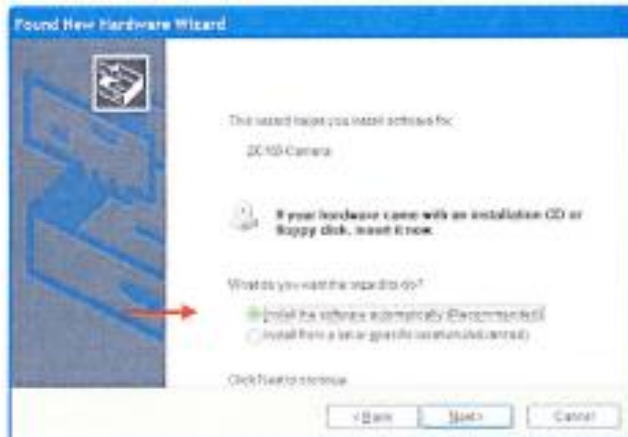 Found New Hardware Wizard
This wizard helps you install software for:
Camera
If your hardware came with an installation CD or
floppy disk, insert it now.
What do you want the wizard to do?
Install the software automatically (Recommended)
Install from a list or specific location (Advanced)
Click Next to continue.
< Back
Next >
Cancel